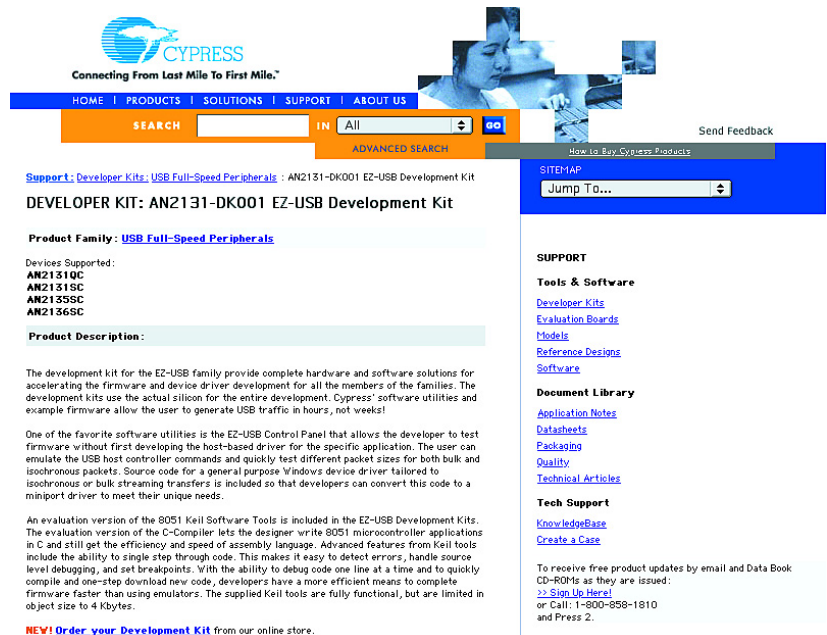 CYPRESS
Connecting From Last Mile To First Mile.™
HOME | PRODUCTS | SOLUTIONS | SUPPORT | ABOUT US
SEARCH IN All GO
ADVANCED SEARCH
Send Feedback
How to Buy Cypress Products
SITEMAP
Jump To...
Support: Developer Kits: USB Full-Speed Peripherals : AN2131-DK001 EZ-USB Development Kit
DEVELOPER KIT: AN2131-DK001 EZ-USB Development Kit
Product Family: USB Full-Speed Peripherals
Devices Supported:
AN2131QC
AN2131SC
AN2135SC
AN2136SC
Product Description:
The development kit for the EZ-USB family provide complete hardware and software solutions for
accelerating the firmware and device driver development for all the members of the families. The
development kits use the actual silicon for the entire development. Cypress' software utilities and
example firmware allow the user to generate USB traffic in hours, not weeks!
One of the favorite software utilities is the EZ-USB Control Panel that allows the developer to test
firmware without first developing the host-based driver for the specific application. The user can
emulate the USB host controller commands and quickly test different packet sizes for both bulk and
isochronous packets. Source code for a general purpose Windows device driver tailored to
isochronous or bulk streaming transfers is included so that developers can convert this code to a
miniport driver to meet their unique needs.
An evaluation version of the 8051 Keil Software Tools is included in the EZ-USB Development Kits.
The evaluation version of the C-Compiler lets the designer write 8051 microcontroller applications
in C and still get the efficiency and speed of assembly language. Advanced features from Keil tools
include the ability to single step through code. This makes it easy to detect errors, handle source
level debugging, and set breakpoints. With the ability to debug code one line at a time and to quickly
compile and one-step download new code, developers have a more efficient means to complete
firmware faster than using emulators. The supplied Keil tools are fully functional, but are limited in
object size to 4 Kbytes.
NEW! Order your Development Kit from our online store.
SUPPORT
Tools & Software
Developer Kits
Evaluation Boards
Models
Reference Designs
Software
Document Library
Application Notes
Datasheets
Packaging
Quality
Technical Articles
Tech Support
KnowledgeBase
Create a Case
To receive free product updates by email and Data Book
CD-ROMs as they are issued:
>> Sign Up Here!
or Call: 1-800-858-1810
and Press 2.